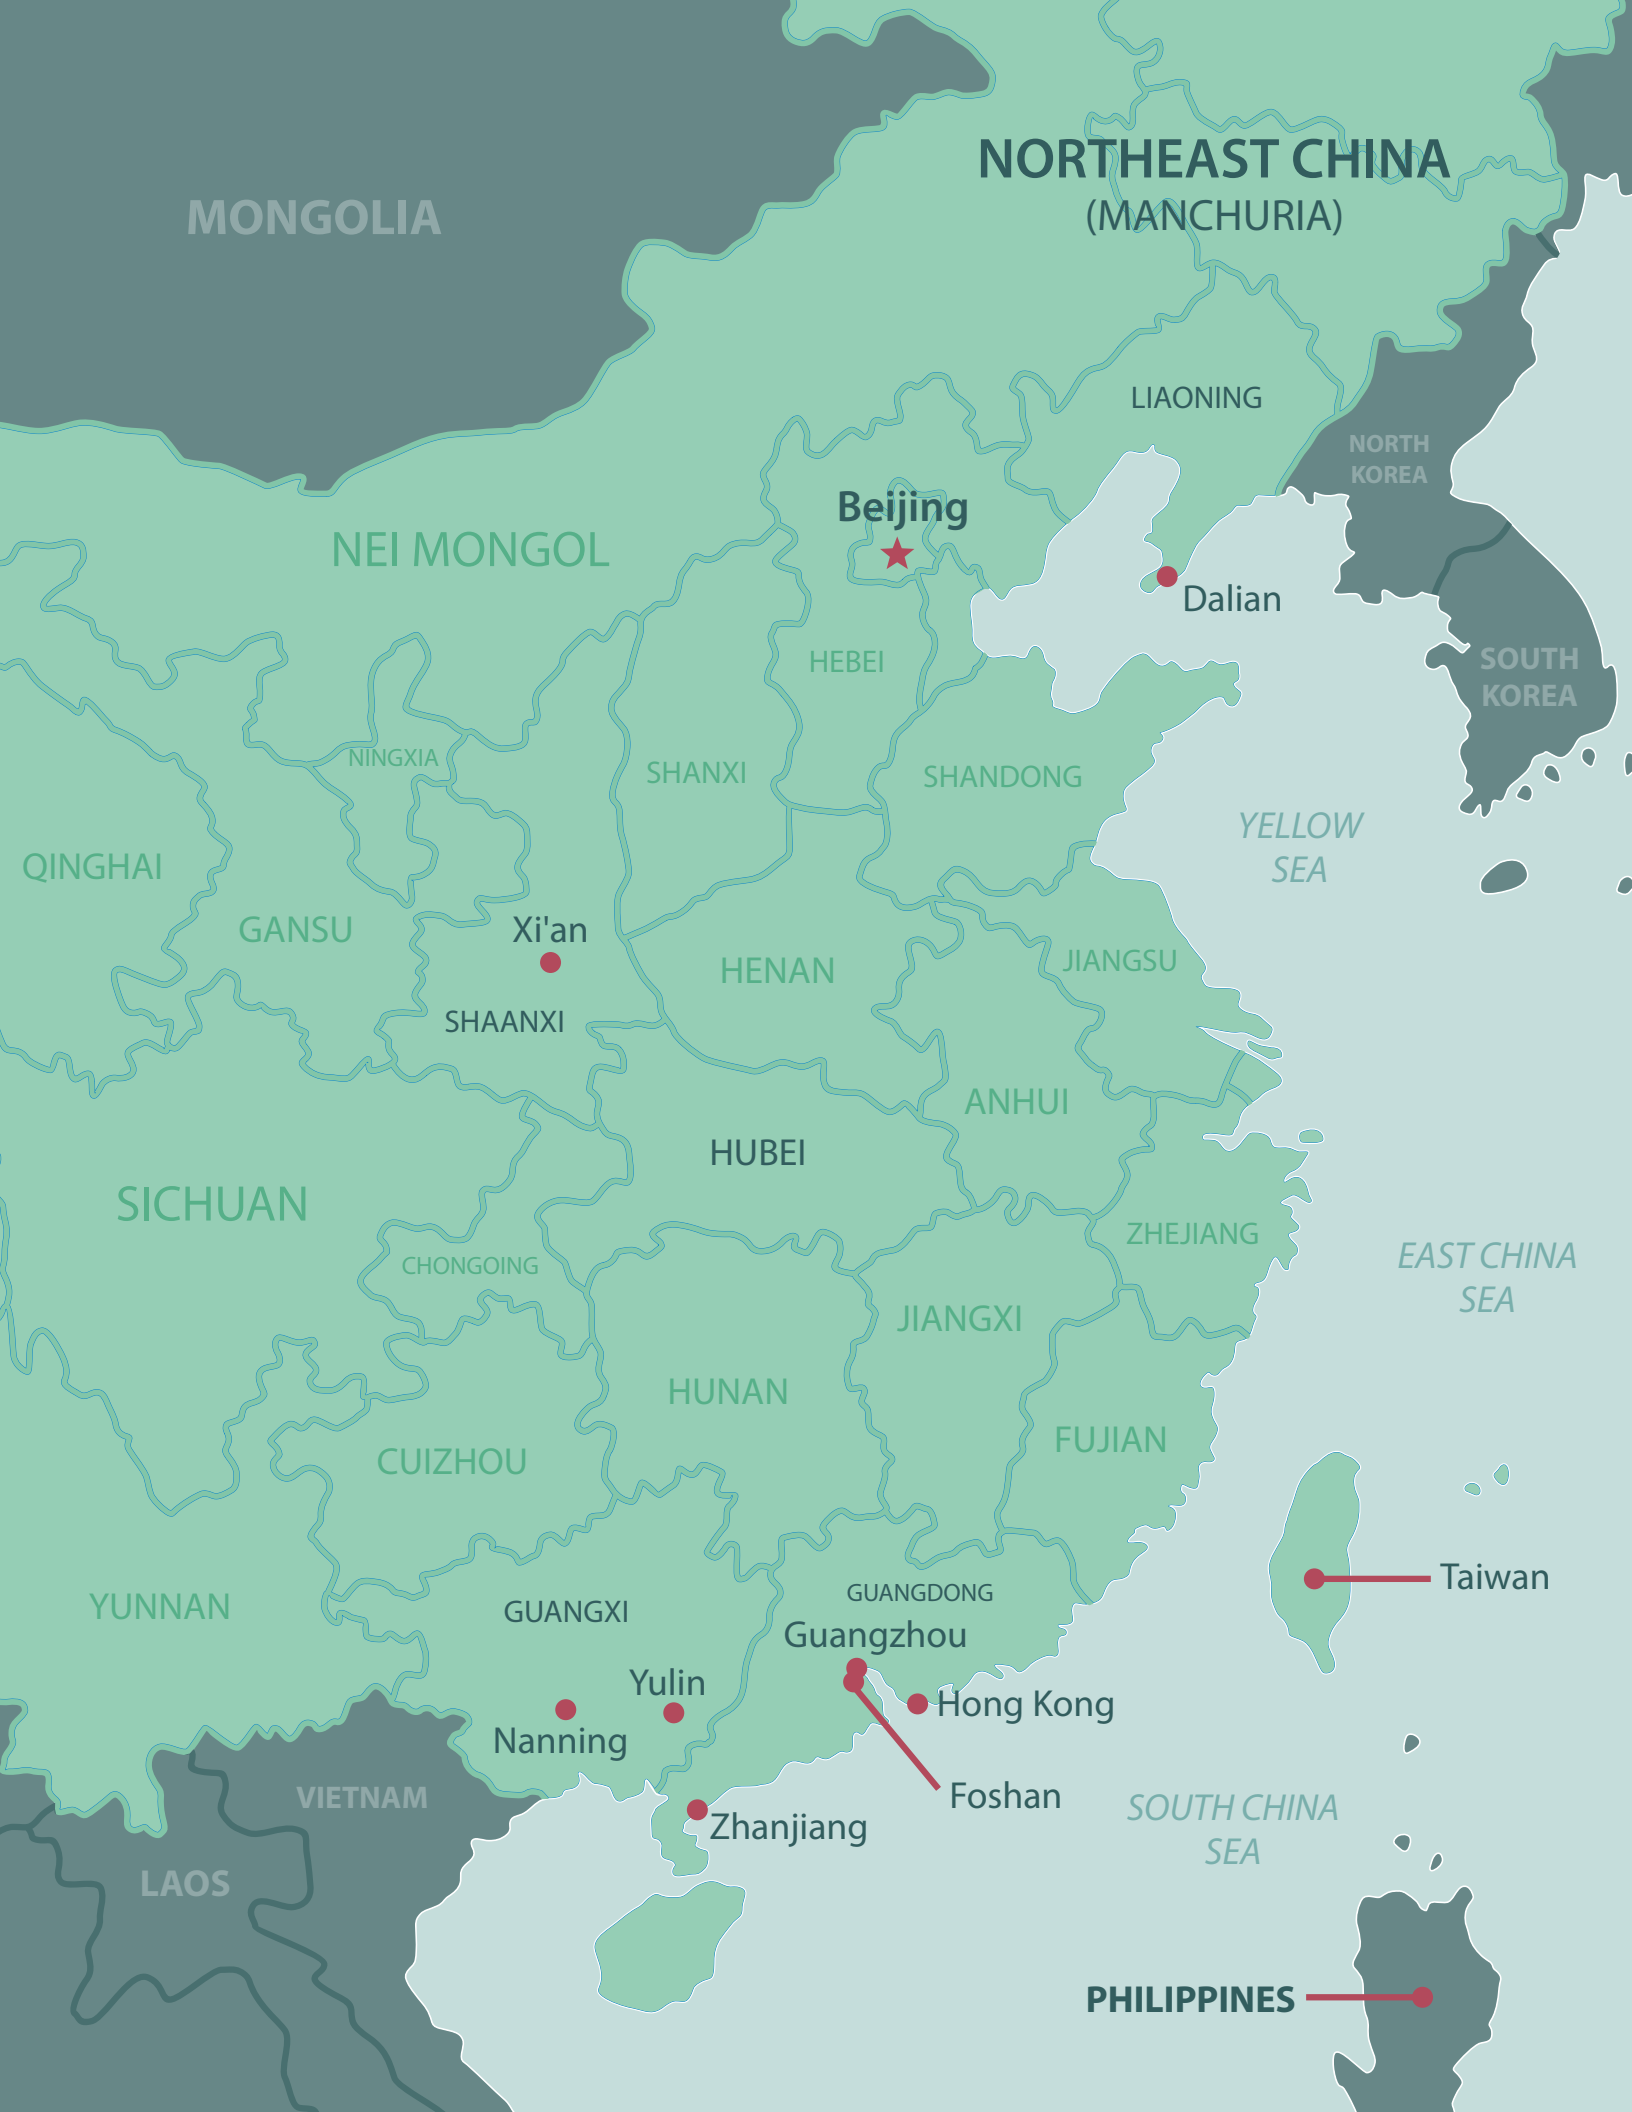 NORTHEAST CHINA
(MANCHURIA)
MONGOLIA
LIAONING
NORTH
KOREA
Beijing
NEI MONGOL
Dalian
HEBEI
SOUTH
KOREA
NINGXIA
SHANXI
SHANDONG
YELLOW
SEA
QINGHAI
GANSU
Xi'an
HENAN
JIANGSU
SHAANXI
ANHUI
HUBEI
SICHUAN
ZHEJIANG
CHONGOING
EAST CHINA
SEA
JIANGXI
HUNAN
FUJIAN
CUIZHOU
Taiwan
YUNNAN
GUANGXI
GUANGDONG
Guangzhou
Yulin
Hong Kong
Nanning
VIETNAM
Foshan
SOUTH CHINA
SEA
Zhanjiang
LAOS
PHILIPPINES